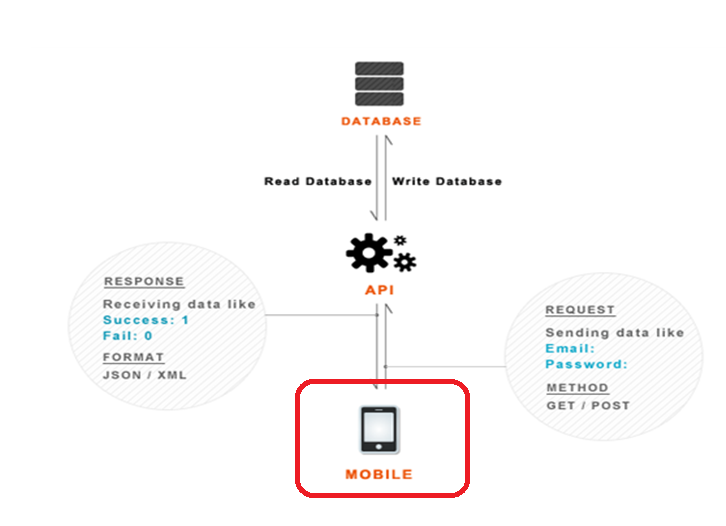 DATABASE
Read Database
Write Database
API
RESPONSE
Receiving data like
Success: 1
Fail: 0
FORMAT
JSON / XML
REQUEST
Sending data like
Email:
Password:
METHOD
GET / POST
MOBILE